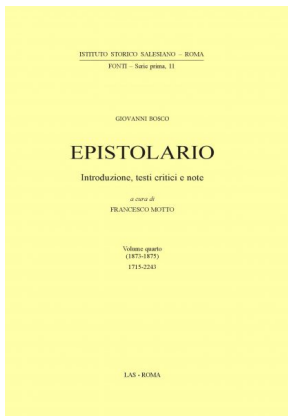 ISTITUTO STORICO SALESIANO – ROMA
FONTI – Serie prima, 11
GIOVANNI BOSCO
EPISTOLARIO
Introduzione, testi critici e note
a cura di
FRANCESCO MOTTO
Volume quarto
(1873-1875)
1715-2243
LAS - ROMA